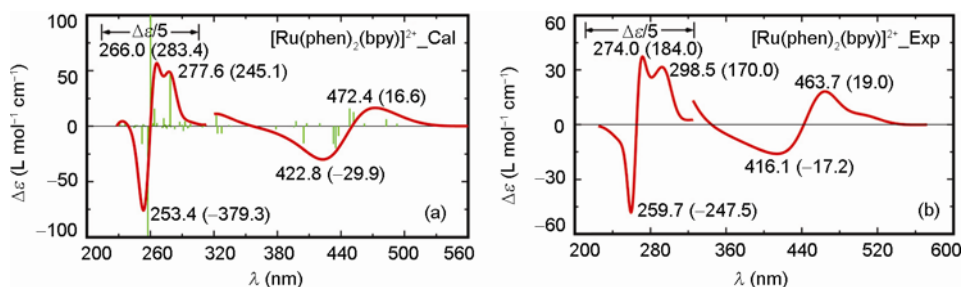 Δε/5
266.0 (283.4)
[Ru(phen)₂(bpy)]²⁺_Cal
277.6 (245.1)
472.4 (16.6)
422.8 (−29.9)
253.4 (−379.3)
(a)
100
50
0
−50
−100
Δε (L mol⁻¹ cm⁻¹)
200 260 320 380 440 500 560
λ (nm)
Δε/5
274.0 (184.0)
[Ru(phen)₂(bpy)]²⁺_Exp
298.5 (170.0)
463.7 (19.0)
416.1 (−17.2)
259.7 (−247.5)
(b)
60
30
0
−30
−60
Δε (L mol⁻¹ cm⁻¹)
200 280 360 440 520 600
λ (nm)